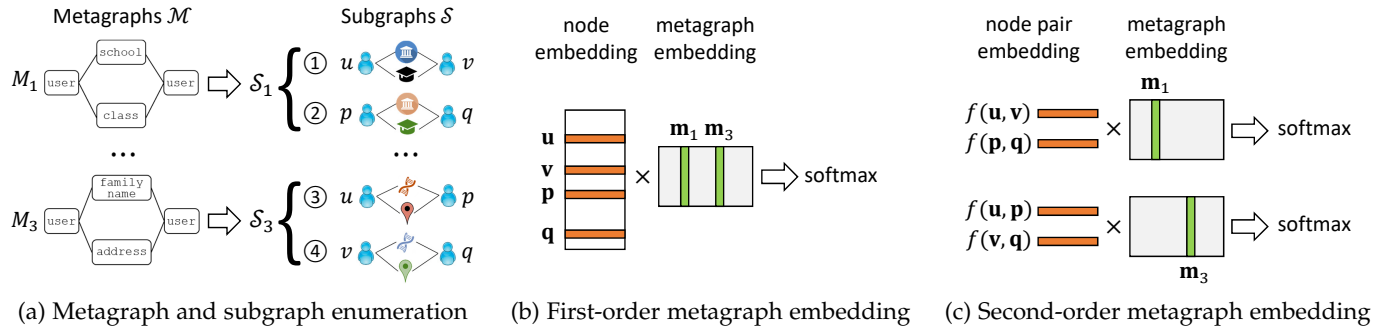 Metagraphs ℳ
Subgraphs 𝒮
school
M₁
user
user
class
𝒮₁
① u
v
② p
q
...
...
family
name
M₃
user
user
address
𝒮₃
③ u
p
④ v
q
(a) Metagraph and subgraph enumeration
node
embedding
metagraph
embedding
u
v
p
q
×
m₁ m₃
softmax
(b) First-order metagraph embedding
node pair
embedding
metagraph
embedding
m₁
f(u, v)
f(p, q)
×
softmax
f(u, p)
f(v, q)
×
softmax
m₃
(c) Second-order metagraph embedding